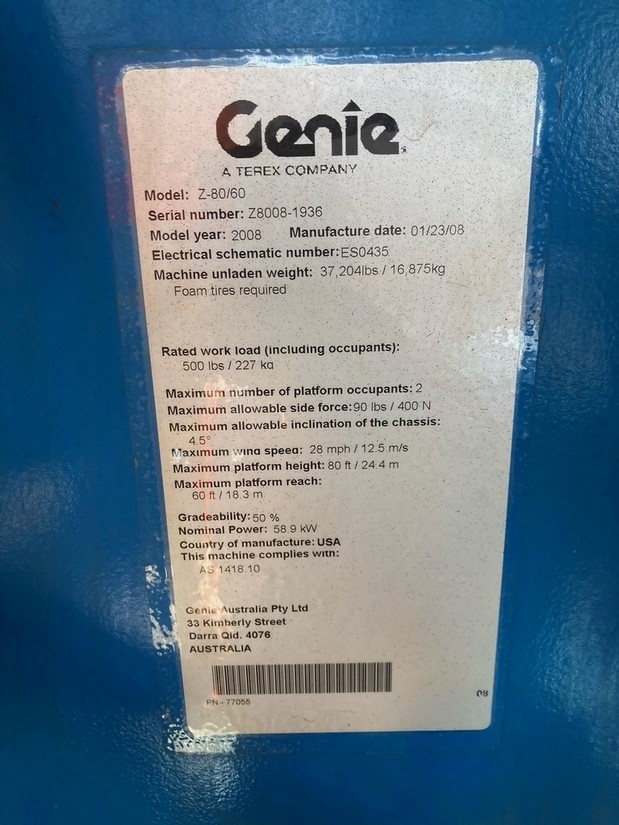 Genie
A TEREX COMPANY
Model: Z-80/60
Serial number: Z8008-1936
Model year: 2008 Manufacture date: 01/23/08
Electrical schematic number: ES0435
Machine unladen weight: 37,204lbs / 16,875kg
Foam tires required
Rated work load (including occupants):
500 lbs / 227 kg
Maximum number of platform occupants: 2
Maximum allowable side force: 90 lbs / 400 N
Maximum allowable inclination of the chassis:
4.5°
Maximum wind speed: 28 mph / 12.5 m/s
Maximum platform height: 80 ft / 24.4 m
Maximum platform reach:
60 ft / 18.3 m
Gradeability: 50 %
Nominal Power: 58.9 kW
Country of manufacture: USA
This machine complies with:
AS 1418.10
Genie Australia Pty Ltd
33 Kimberly Street
Darra Qld. 4076
AUSTRALIA
PN - 77055
08